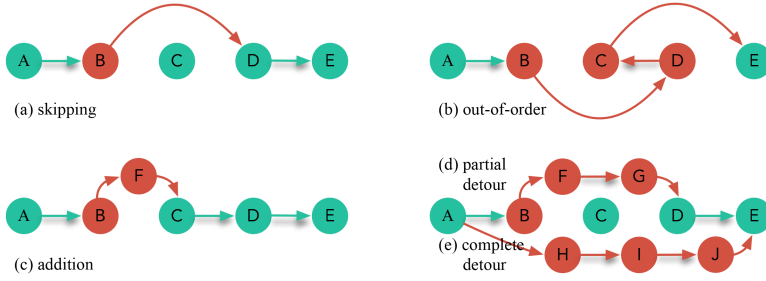 A B C D E
(a) skipping
A B C D E
(b) out-of-order
F
A B C D E
(c) addition
(d) partial
detour
F G
A B C D E
(e) complete
detour
H I J